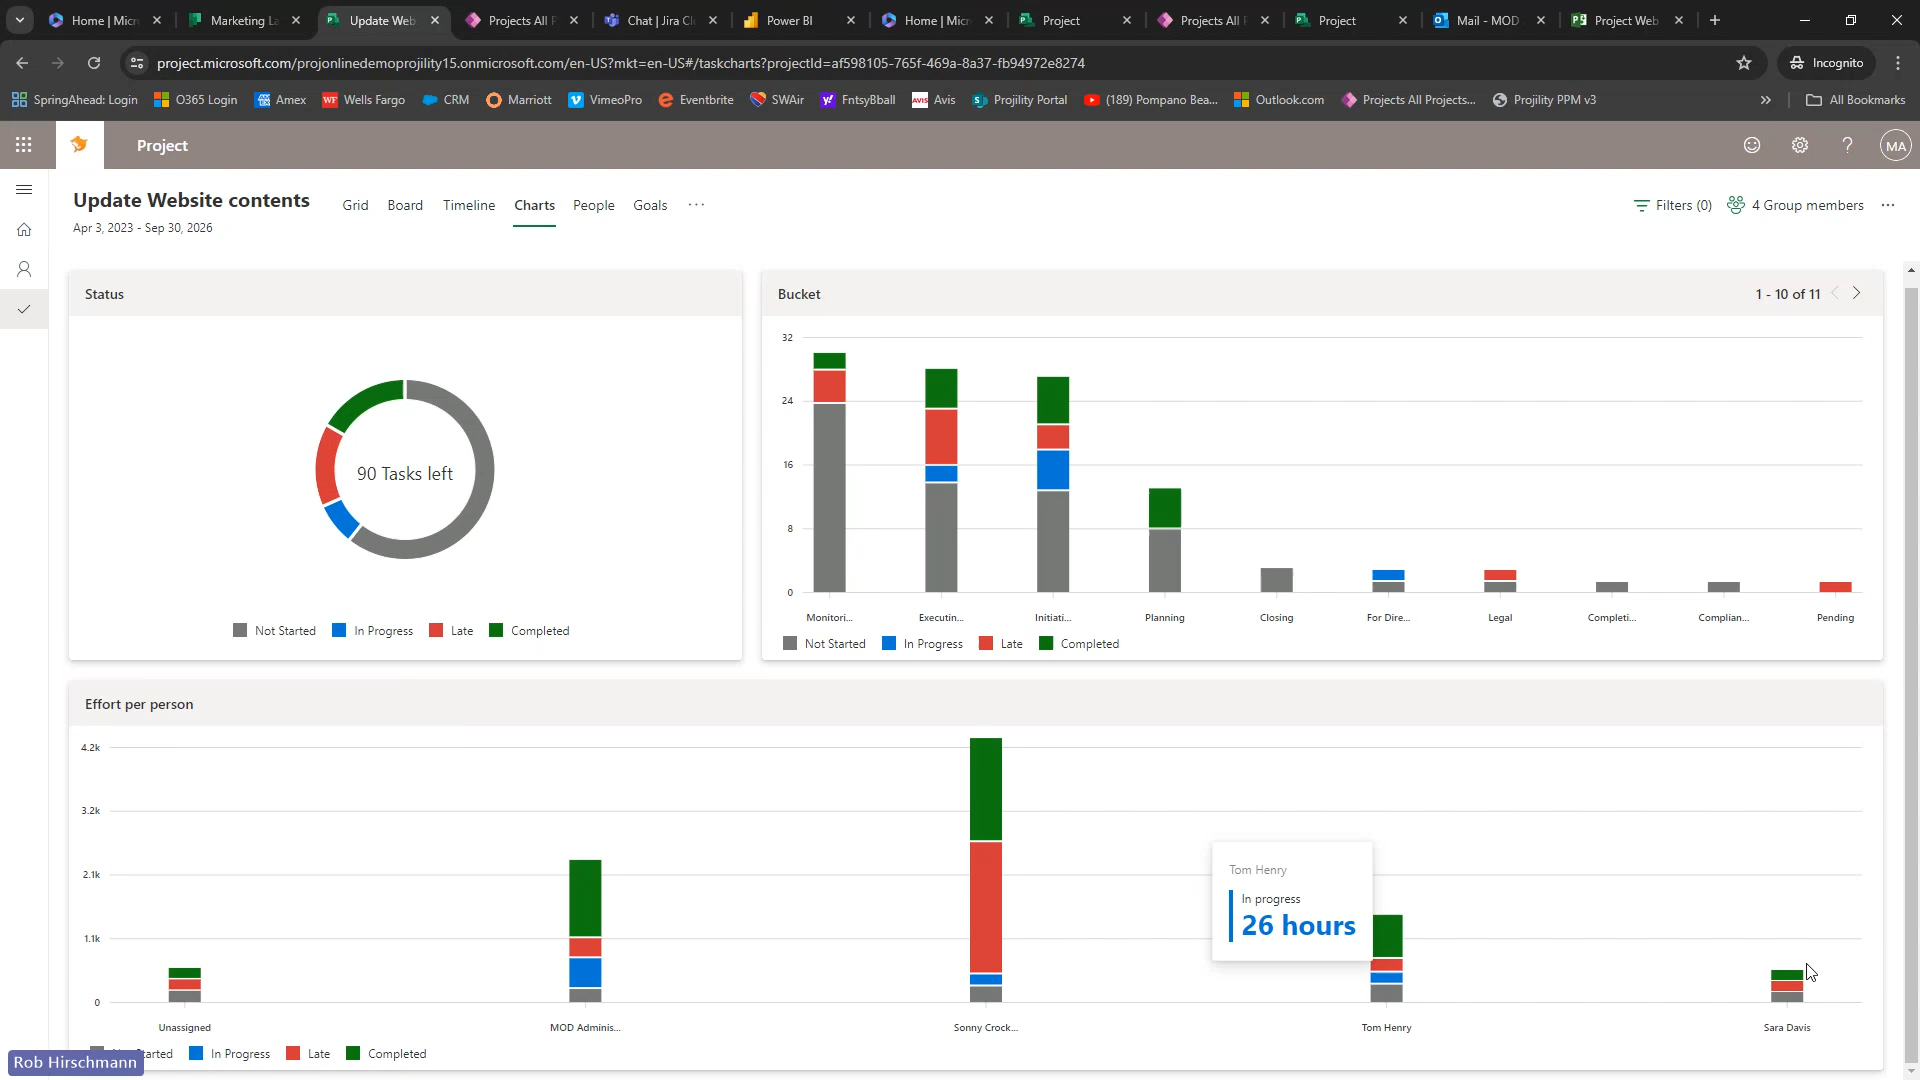 Home | Micr
Marketing La
Update Web
Projects All P
Chat | Jira Cl
Power BI
Home | Micr
Project
Projects All P
Project
Mail - MOD
Project Web
project.microsoft.com/projonlinedemoprojility15.onmicrosoft.com/en-US?mkt=en-US#/taskcharts?projectId=af598105-765f-469a-8a37-fb94972e8274
Incognito
SpringAhead: Login
O365 Login
Amex
WF Wells Fargo
CRM
Marriott
VimeoPro
Eventbrite
SWAir
FntsyBball
AVIS Avis
Projility Portal
(189) Pompano Bea...
Outlook.com
Projects All Projects...
Projility PPM v3
All Bookmarks
Project
MA
Update Website contents
Grid Board Timeline Charts People Goals ...
Filters (0)
4 Group members ...
Apr 3, 2023 - Sep 30, 2026
Status
90 Tasks left
Not Started In Progress Late Completed
Bucket
1 - 10 of 11
32
24
16
8
0
Monitori... Executin... Initiati... Planning Closing For Dire... Legal Completi... Complian... Pending
Not Started In Progress Late Completed
Effort per person
4.2k
3.2k
2.1k
1.1k
0
Tom Henry
In progress
26 hours
Unassigned MOD Adminis... Sonny Crock... Tom Henry Sara Davis
arted In Progress Late Completed
Rob Hirschmann